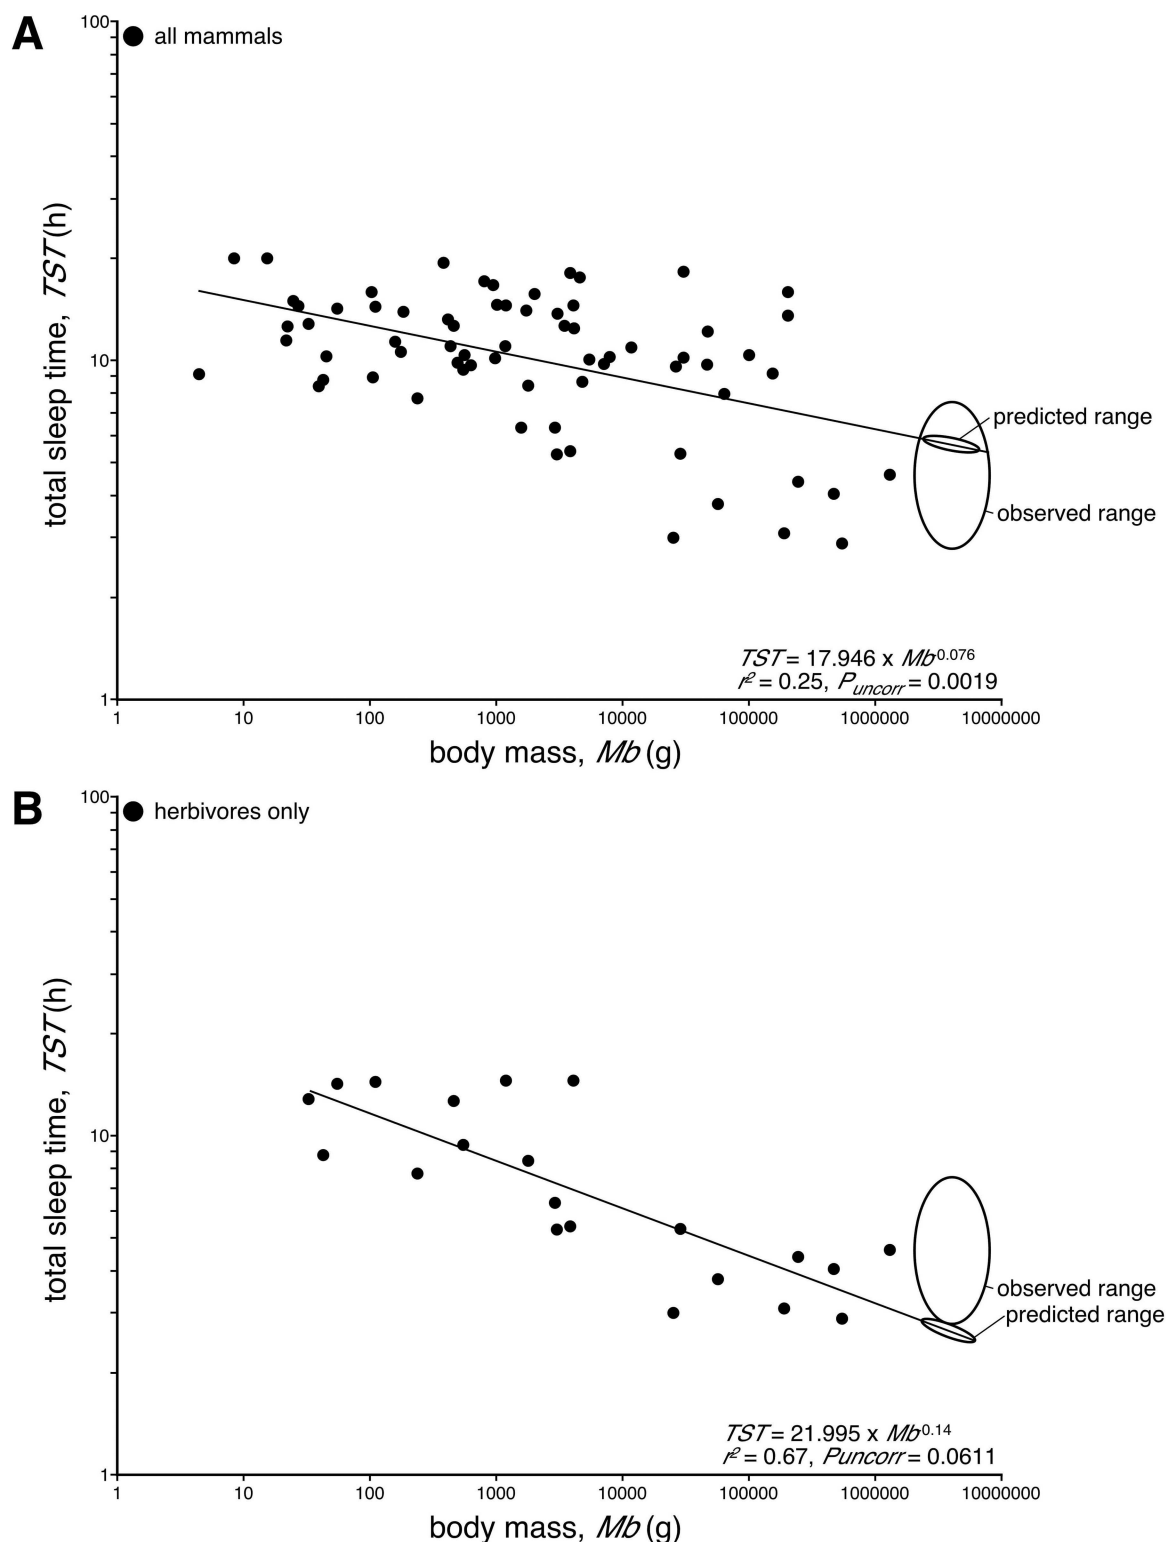 A
all mammals
100
10
1
total sleep time, TST (h)
predicted range
observed range
TST = 17.946 x Mb-0.076
r2 = 0.25, Puncorr = 0.0019
1 10 100 1000 10000 100000 1000000 10000000
body mass, Mb (g)
B
herbivores only
100
10
1
total sleep time, TST (h)
observed range
predicted range
TST = 21.995 x Mb-0.14
r2 = 0.67, Puncorr = 0.0611
1 10 100 1000 10000 100000 1000000 10000000
body mass, Mb (g)